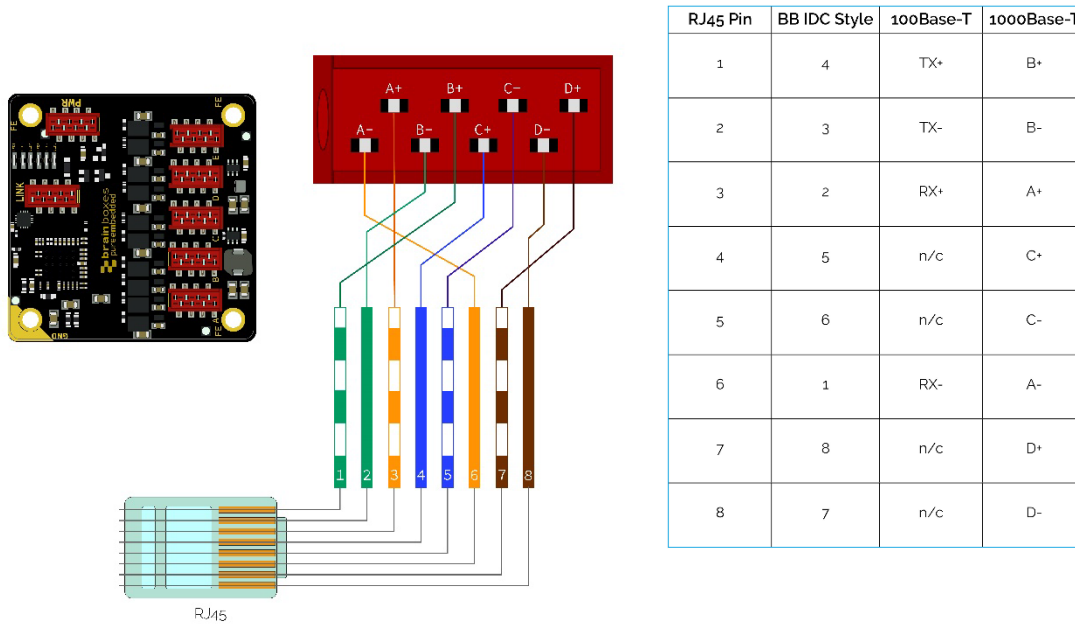 RJ45 Pin BB IDC Style 100Base-T 1000Base-T
1 4 TX+ B+
2 3 TX- B-
3 2 RX+ A+
4 5 n/c C+
5 6 n/c C-
6 1 RX- A-
7 8 n/c D+
8 7 n/c D-
A+ B+ C- D+
A- B- C+ D-
1 2 3 4 5 6 7 8
RJ45
FE PWR FE
LINK
brainboxes
pureembedded
E
D
C
B
FE A
GND